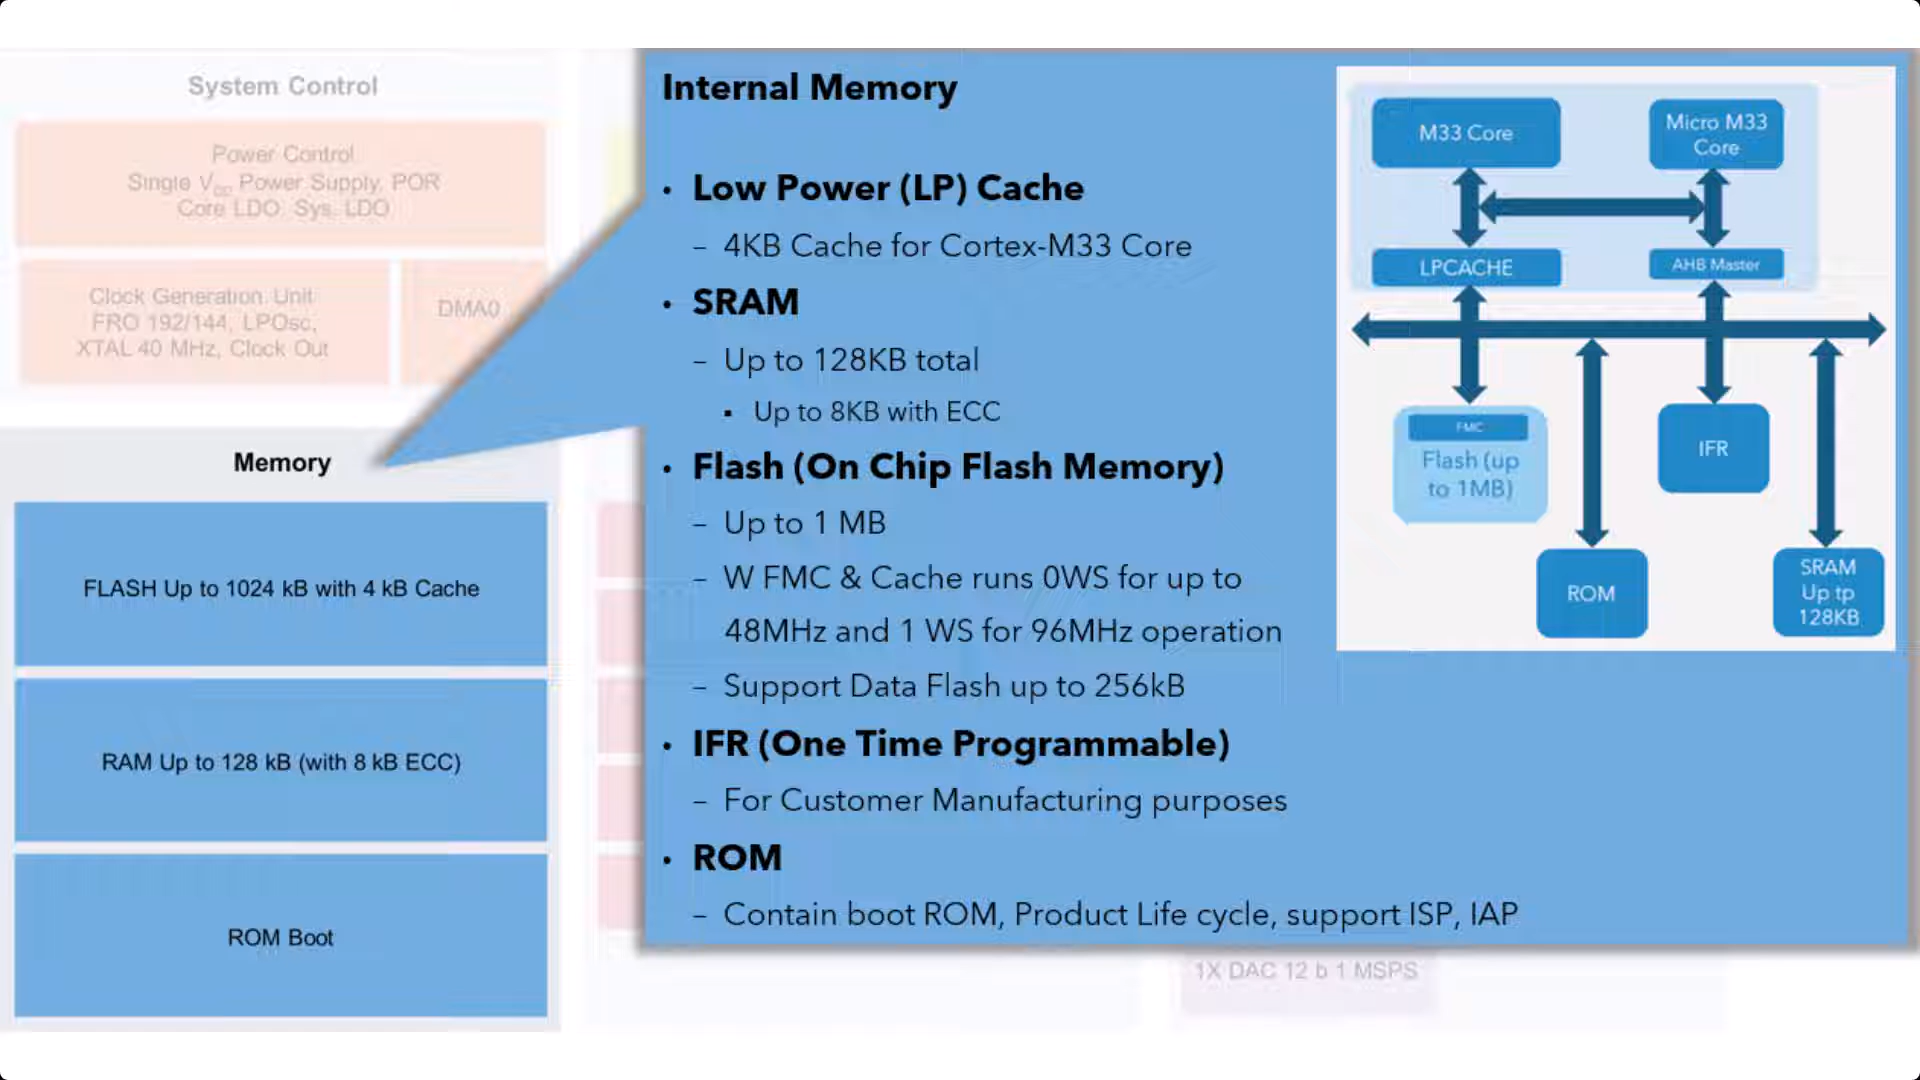 System Control
Power Control
Single VDD Power Supply, POR
Core LDO, Sys. LDO
Clock Generation Unit
FRO 192/144, LPOsc,
XTAL 40 MHz, Clock Out
DMA0
Memory
FLASH Up to 1024 kB with 4 kB Cache
RAM Up to 128 kB (with 8 kB ECC)
ROM Boot
Internal Memory
• Low Power (LP) Cache
– 4KB Cache for Cortex-M33 Core
• SRAM
– Up to 128KB total
▪ Up to 8KB with ECC
• Flash (On Chip Flash Memory)
– Up to 1 MB
– W FMC & Cache runs 0WS for up to
48MHz and 1 WS for 96MHz operation
– Support Data Flash up to 256kB
• IFR (One Time Programmable)
– For Customer Manufacturing purposes
• ROM
– Contain boot ROM, Product Life cycle, support ISP, IAP
M33 Core
Micro M33
Core
LPCACHE
AHB Master
FMC
Flash (up
to 1MB)
IFR
ROM
SRAM
Up tp
128KB
1X DAC 12 b 1 MSPS